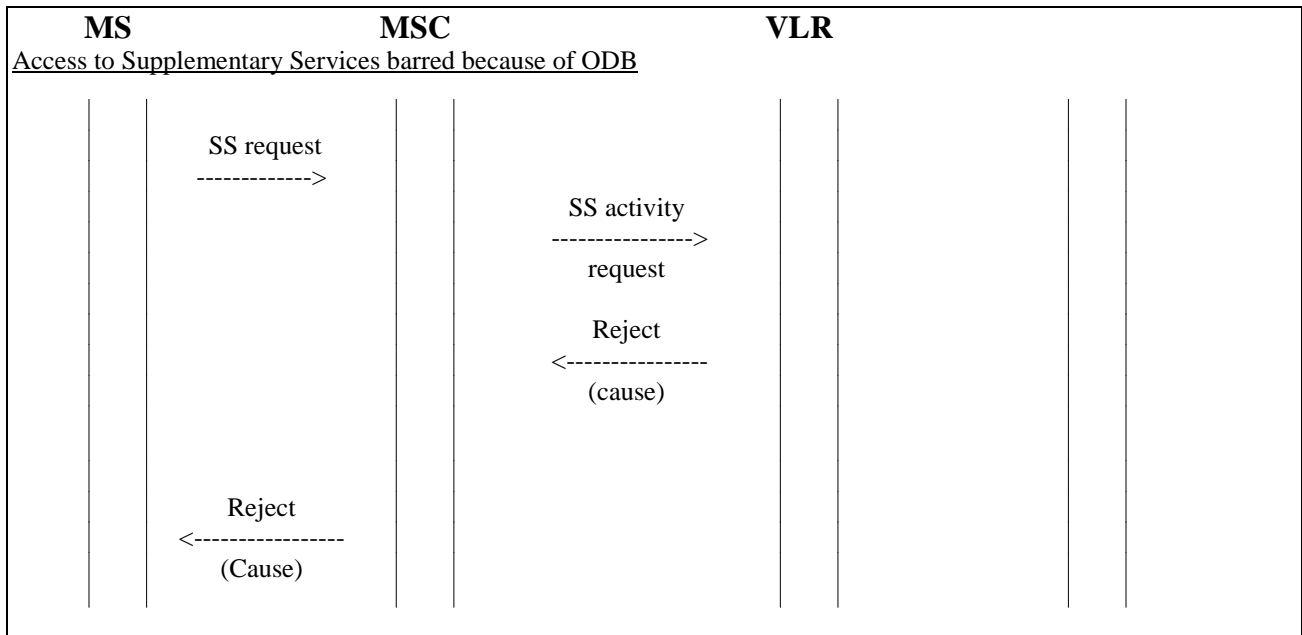 MS MSC VLR
Access to Supplementary Services barred because of ODB
SS request
------------->
SS activity
---------------->
request
Reject
<----------------
(cause)
Reject
<-----------------
(Cause)